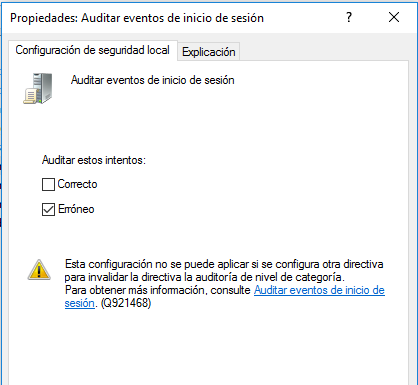 Propiedades: Auditar eventos de inicio de sesión ? ×
Configuración de seguridad local Explicación
Auditar eventos de inicio de sesión
Auditar estos intentos:
Correcto
Erróneo
Esta configuración no se puede aplicar si se configura otra directiva
para invalidar la directiva la auditoría de nivel de categoría.
Para obtener más información, consulte Auditar eventos de inicio de
sesión. (Q921468)